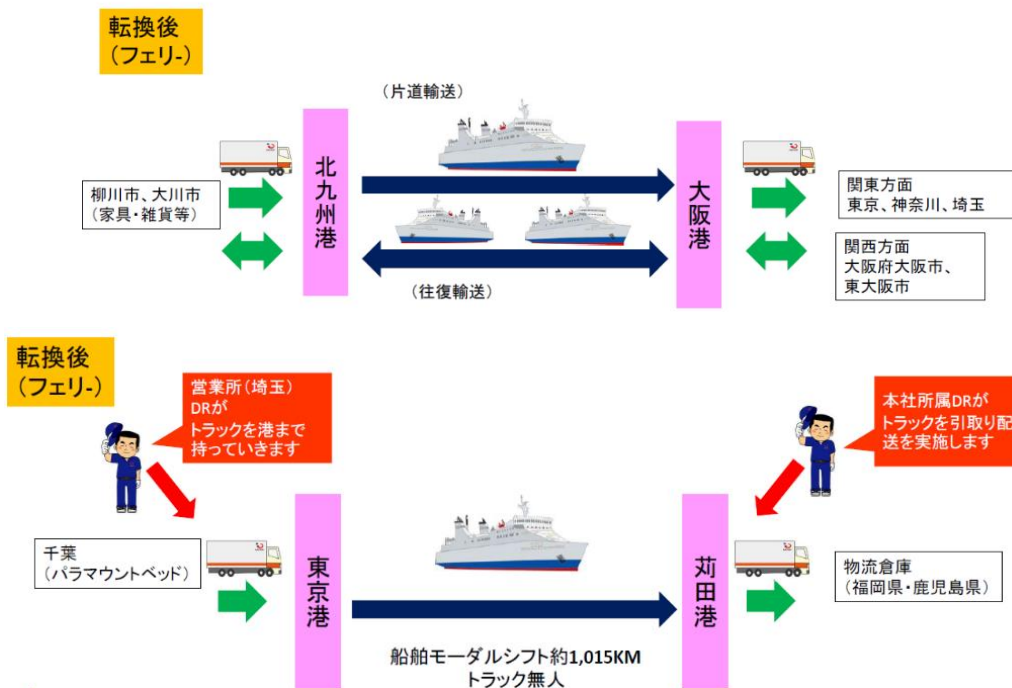 転換後
（フェリ-）
（片道輸送）
北九州港
大阪港
柳川市、大川市
（家具・雑貨等）
関東方面
東京、神奈川、埼玉
関西方面
大阪府大阪市、
東大阪市
（往復輸送）
転換後
（フェリ-）
営業所（埼玉）
DRが
トラックを港まで
持っていきます
本社所属DRが
トラックを引取り配
送を実施します
千葉
（パラマウントベッド）
東京港
苅田港
物流倉庫
（福岡県・鹿児島県）
船舶モーダルシフト約1,015KM
トラック無人